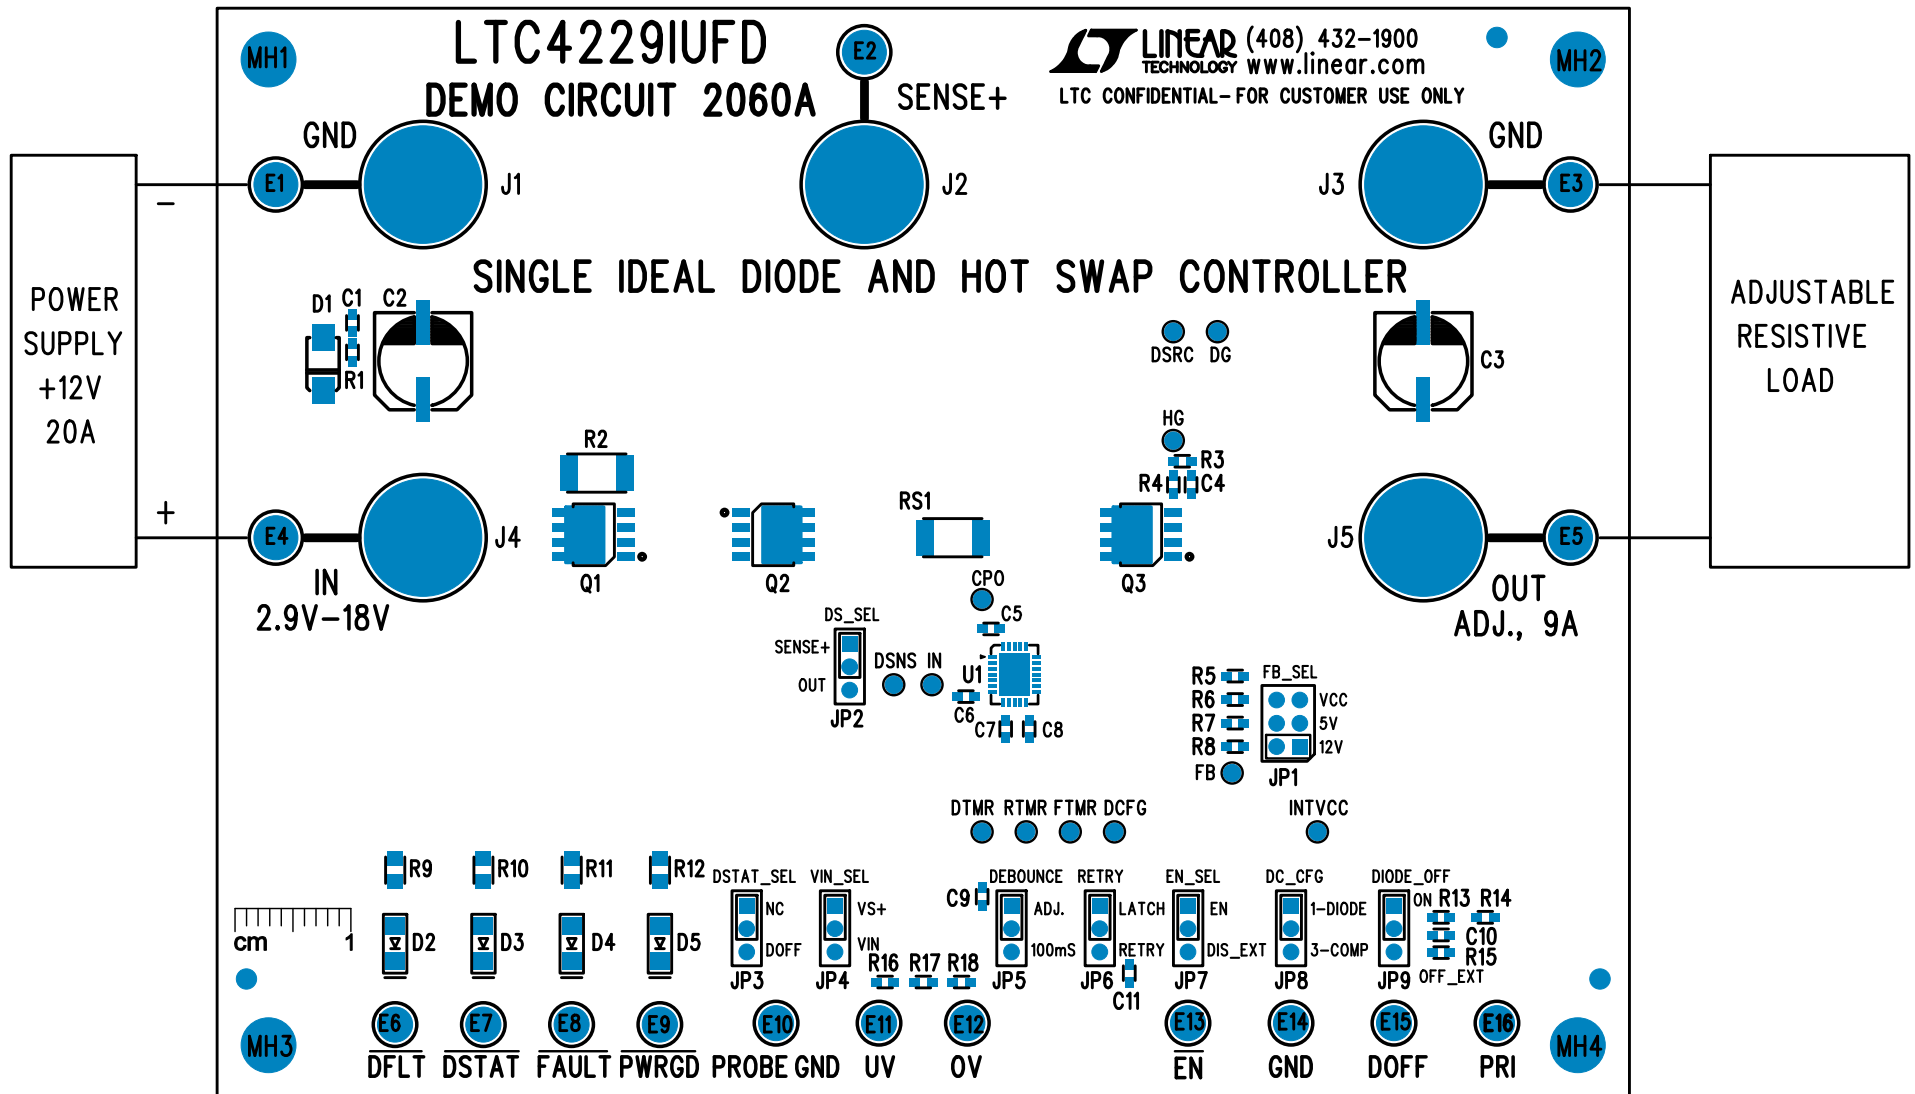 MH1
LTC4229IUFD
DEMO CIRCUIT 2060A
E2
SENSE+
LT LINEAR TECHNOLOGY
(408) 432-1900
www.linear.com
LTC CONFIDENTIAL-FOR CUSTOMER USE ONLY
MH2
GND
E1
J1
J2
J3
GND
E3
-
SINGLE IDEAL DIODE AND HOT SWAP CONTROLLER
POWER
SUPPLY
+12V
20A
D1
C1
C2
R1
DSRC
DG
C3
ADJUSTABLE
RESISTIVE
LOAD
HG
R3
R4
C4
R2
RS1
+
E4
J4
Q1
Q2
Q3
J5
E5
IN
2.9V-18V
OUT
ADJ., 9A
CPO
C5
DS_SEL
SENSE+
OUT
JP2
DSNS
IN
U1
C6
C7
C8
R5
R6
R7
R8
FB
FB_SEL
VCC
5V
12V
JP1
DTMR
RTMR
FTMR
DCFG
INTVCC
R9
R10
R11
R12
DSTAT_SEL
NC
DOFF
JP3
VIN_SEL
VS+
VIN
JP4
C9
DEBOUNCE
ADJ.
100mS
JP5
RETRY
LATCH
RETRY
JP6
C11
EN_SEL
EN
DIS_EXT
JP7
DC_CFG
1-DIODE
3-COMP
JP8
DIODE_OFF
ON
OFF_EXT
JP9
R13
R14
C10
R15
cm 1
D2
D3
D4
D5
R16
R17
R18
MH3
E6
E7
E8
E9
E10
E11
E12
E13
E14
E15
E16
MH4
DFLT
DSTAT
FAULT
PWRGD
PROBE GND
UV
OV
EN
GND
DOFF
PRI